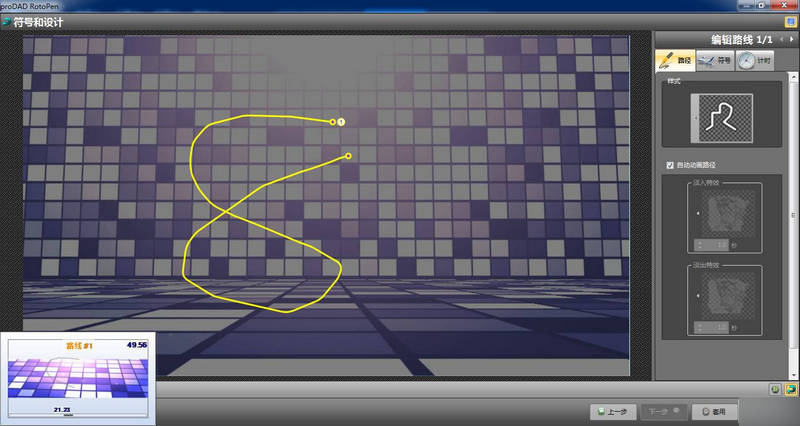 proDAD RotoPen
符号和设计
编辑路线 1/1
路径
符号
计时
样式
1
自动动画路径
淡入特效
1.0 秒
淡出特效
1.0 秒
路线 #1
49.56
21.23
上一步
下一步
套用